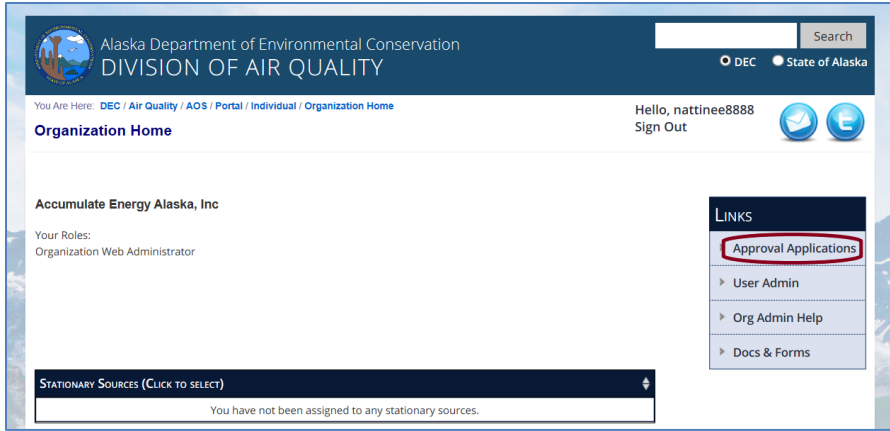 Alaska Department of Environmental Conservation
DIVISION OF AIR QUALITY
Search
DEC State of Alaska
You Are Here: DEC / Air Quality / AOS / Portal / Individual / Organization Home
Organization Home
Hello, nattinee8888
Sign Out
Accumulate Energy Alaska, Inc
Your Roles:
Organization Web Administrator
LINKS
Approval Applications
User Admin
Org Admin Help
Docs & Forms
STATIONARY SOURCES (CLICK TO SELECT)
You have not been assigned to any stationary sources.